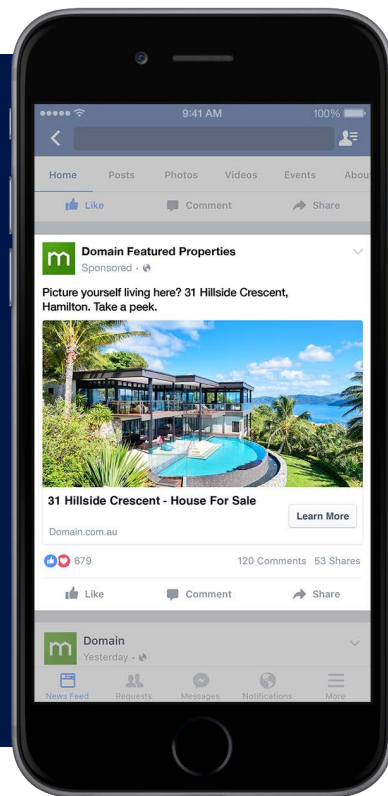 9:41 AM
100%
Home Posts Photos Videos Events Abou
Like Comment Share
m Domain Featured Properties
Sponsored ·
Picture yourself living here? 31 Hillside Crescent,
Hamilton. Take a peek.
31 Hillside Crescent - House For Sale
Learn More
Domain.com.au
679 120 Comments 53 Shares
Like Comment Share
m Domain
Yesterday ·
News Feed Requests Messages Notifications More